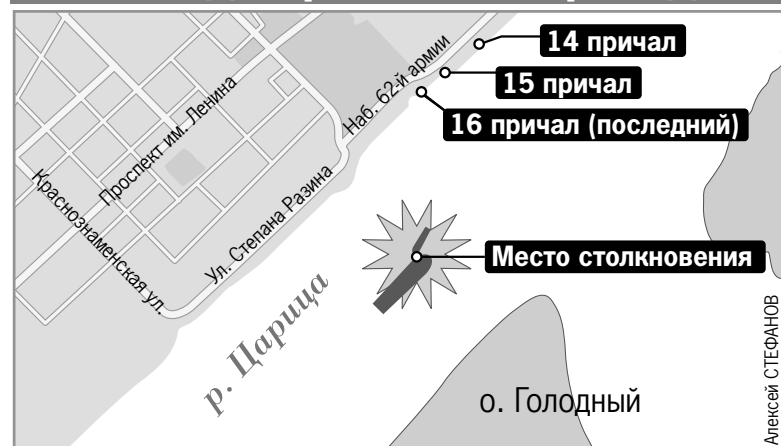 14 причал
15 причал
16 причал (последний)
Наб. 62-й армии
Проспект им. Ленина
Краснознаменская ул.
Ул. Степана Разина
Место столкновения
р. Царица
о. Голодный
Алексей СТЕФАНОВ